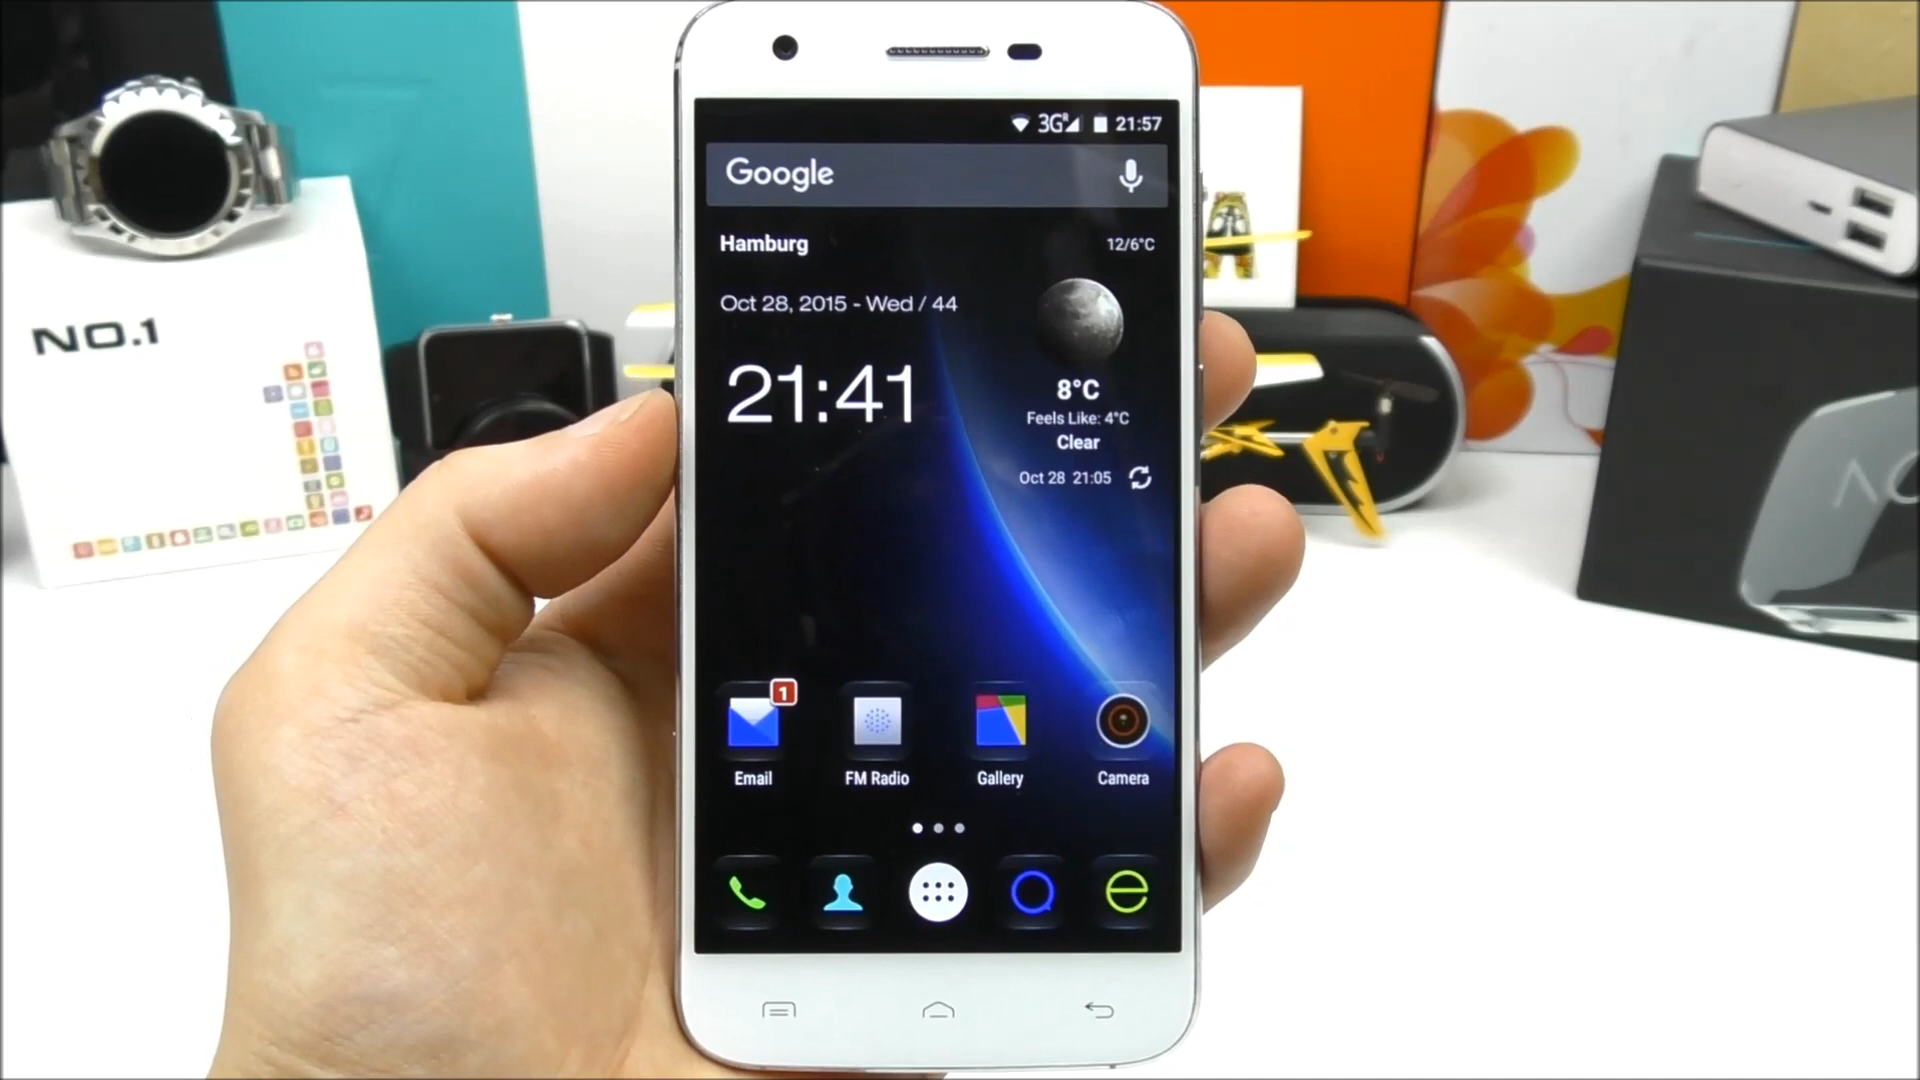 3G R 21:57
Google
Hamburg 12/6°C
Oct 28, 2015 - Wed / 44
21:41
8°C
Feels Like: 4°C
Clear
Oct 28 21:05
1
Email FM Radio Gallery Camera
NO.1